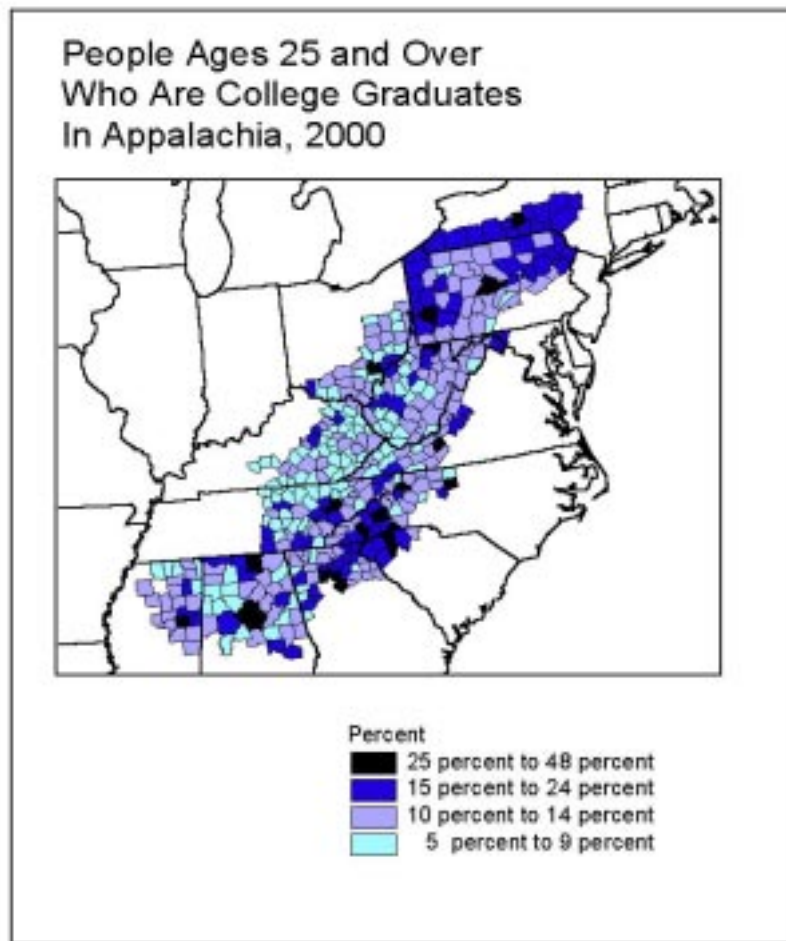 People Ages 25 and Over
Who Are College Graduates
In Appalachia, 2000
Percent
25 percent to 48 percent
15 percent to 24 percent
10 percent to 14 percent
5 percent to 9 percent